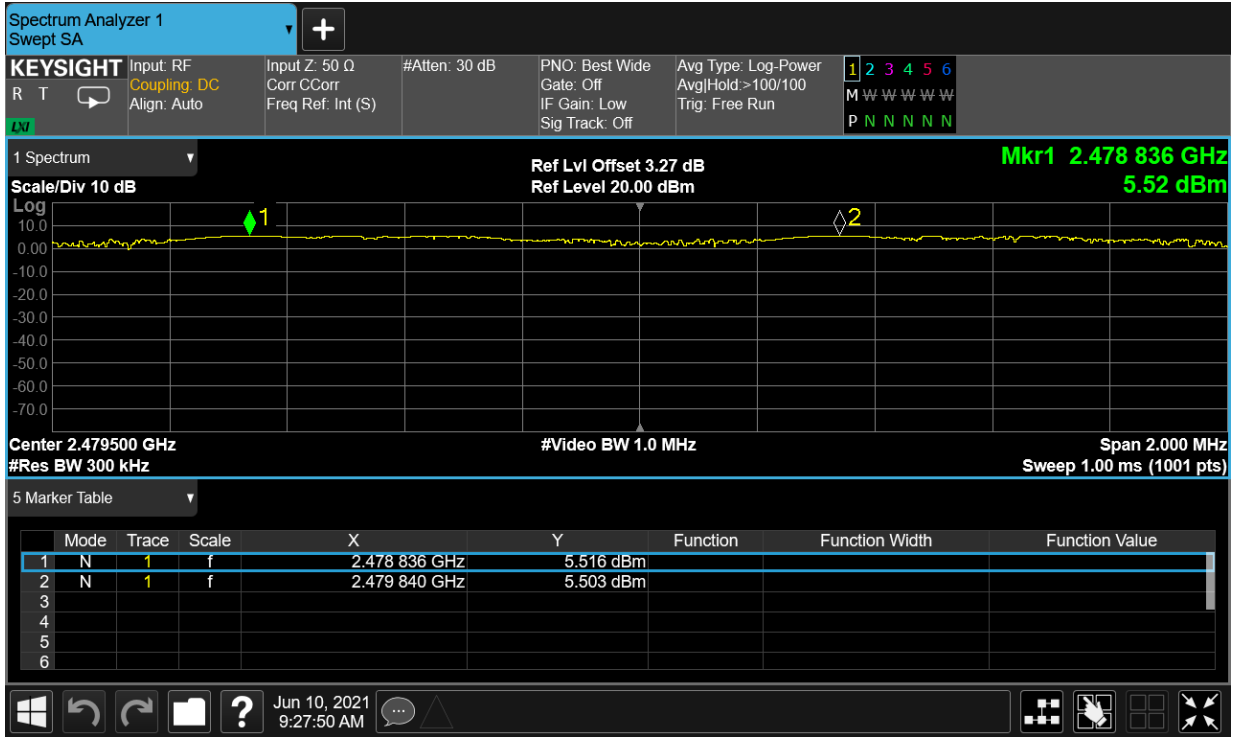 Spectrum Analyzer 1
Swept SA
KEYSIGHT
R T
LXI
Input: RF
Coupling: DC
Align: Auto
Input Z: 50 Ω
Corr CCorr
Freq Ref: Int (S)
#Atten: 30 dB
PNO: Best Wide
Gate: Off
IF Gain: Low
Sig Track: Off
Avg Type: Log-Power
Avg|Hold:>100/100
Trig: Free Run
1 2 3 4 5 6
M W W W W W
P N N N N N
1 Spectrum
Scale/Div 10 dB
Ref Lvl Offset 3.27 dB
Ref Level 20.00 dBm
Mkr1 2.478 836 GHz
5.52 dBm
Log
10.0
0.00
-10.0
-20.0
-30.0
-40.0
-50.0
-60.0
-70.0
1
2
Center 2.479500 GHz
#Video BW 1.0 MHz
Span 2.000 MHz
#Res BW 300 kHz
Sweep 1.00 ms (1001 pts)
5 Marker Table
Mode Trace Scale X Y Function Function Width Function Value
1 N 1 f 2.478 836 GHz 5.516 dBm
2 N 1 f 2.479 840 GHz 5.503 dBm
3
4
5
6
?
Jun 10, 2021
9:27:50 AM